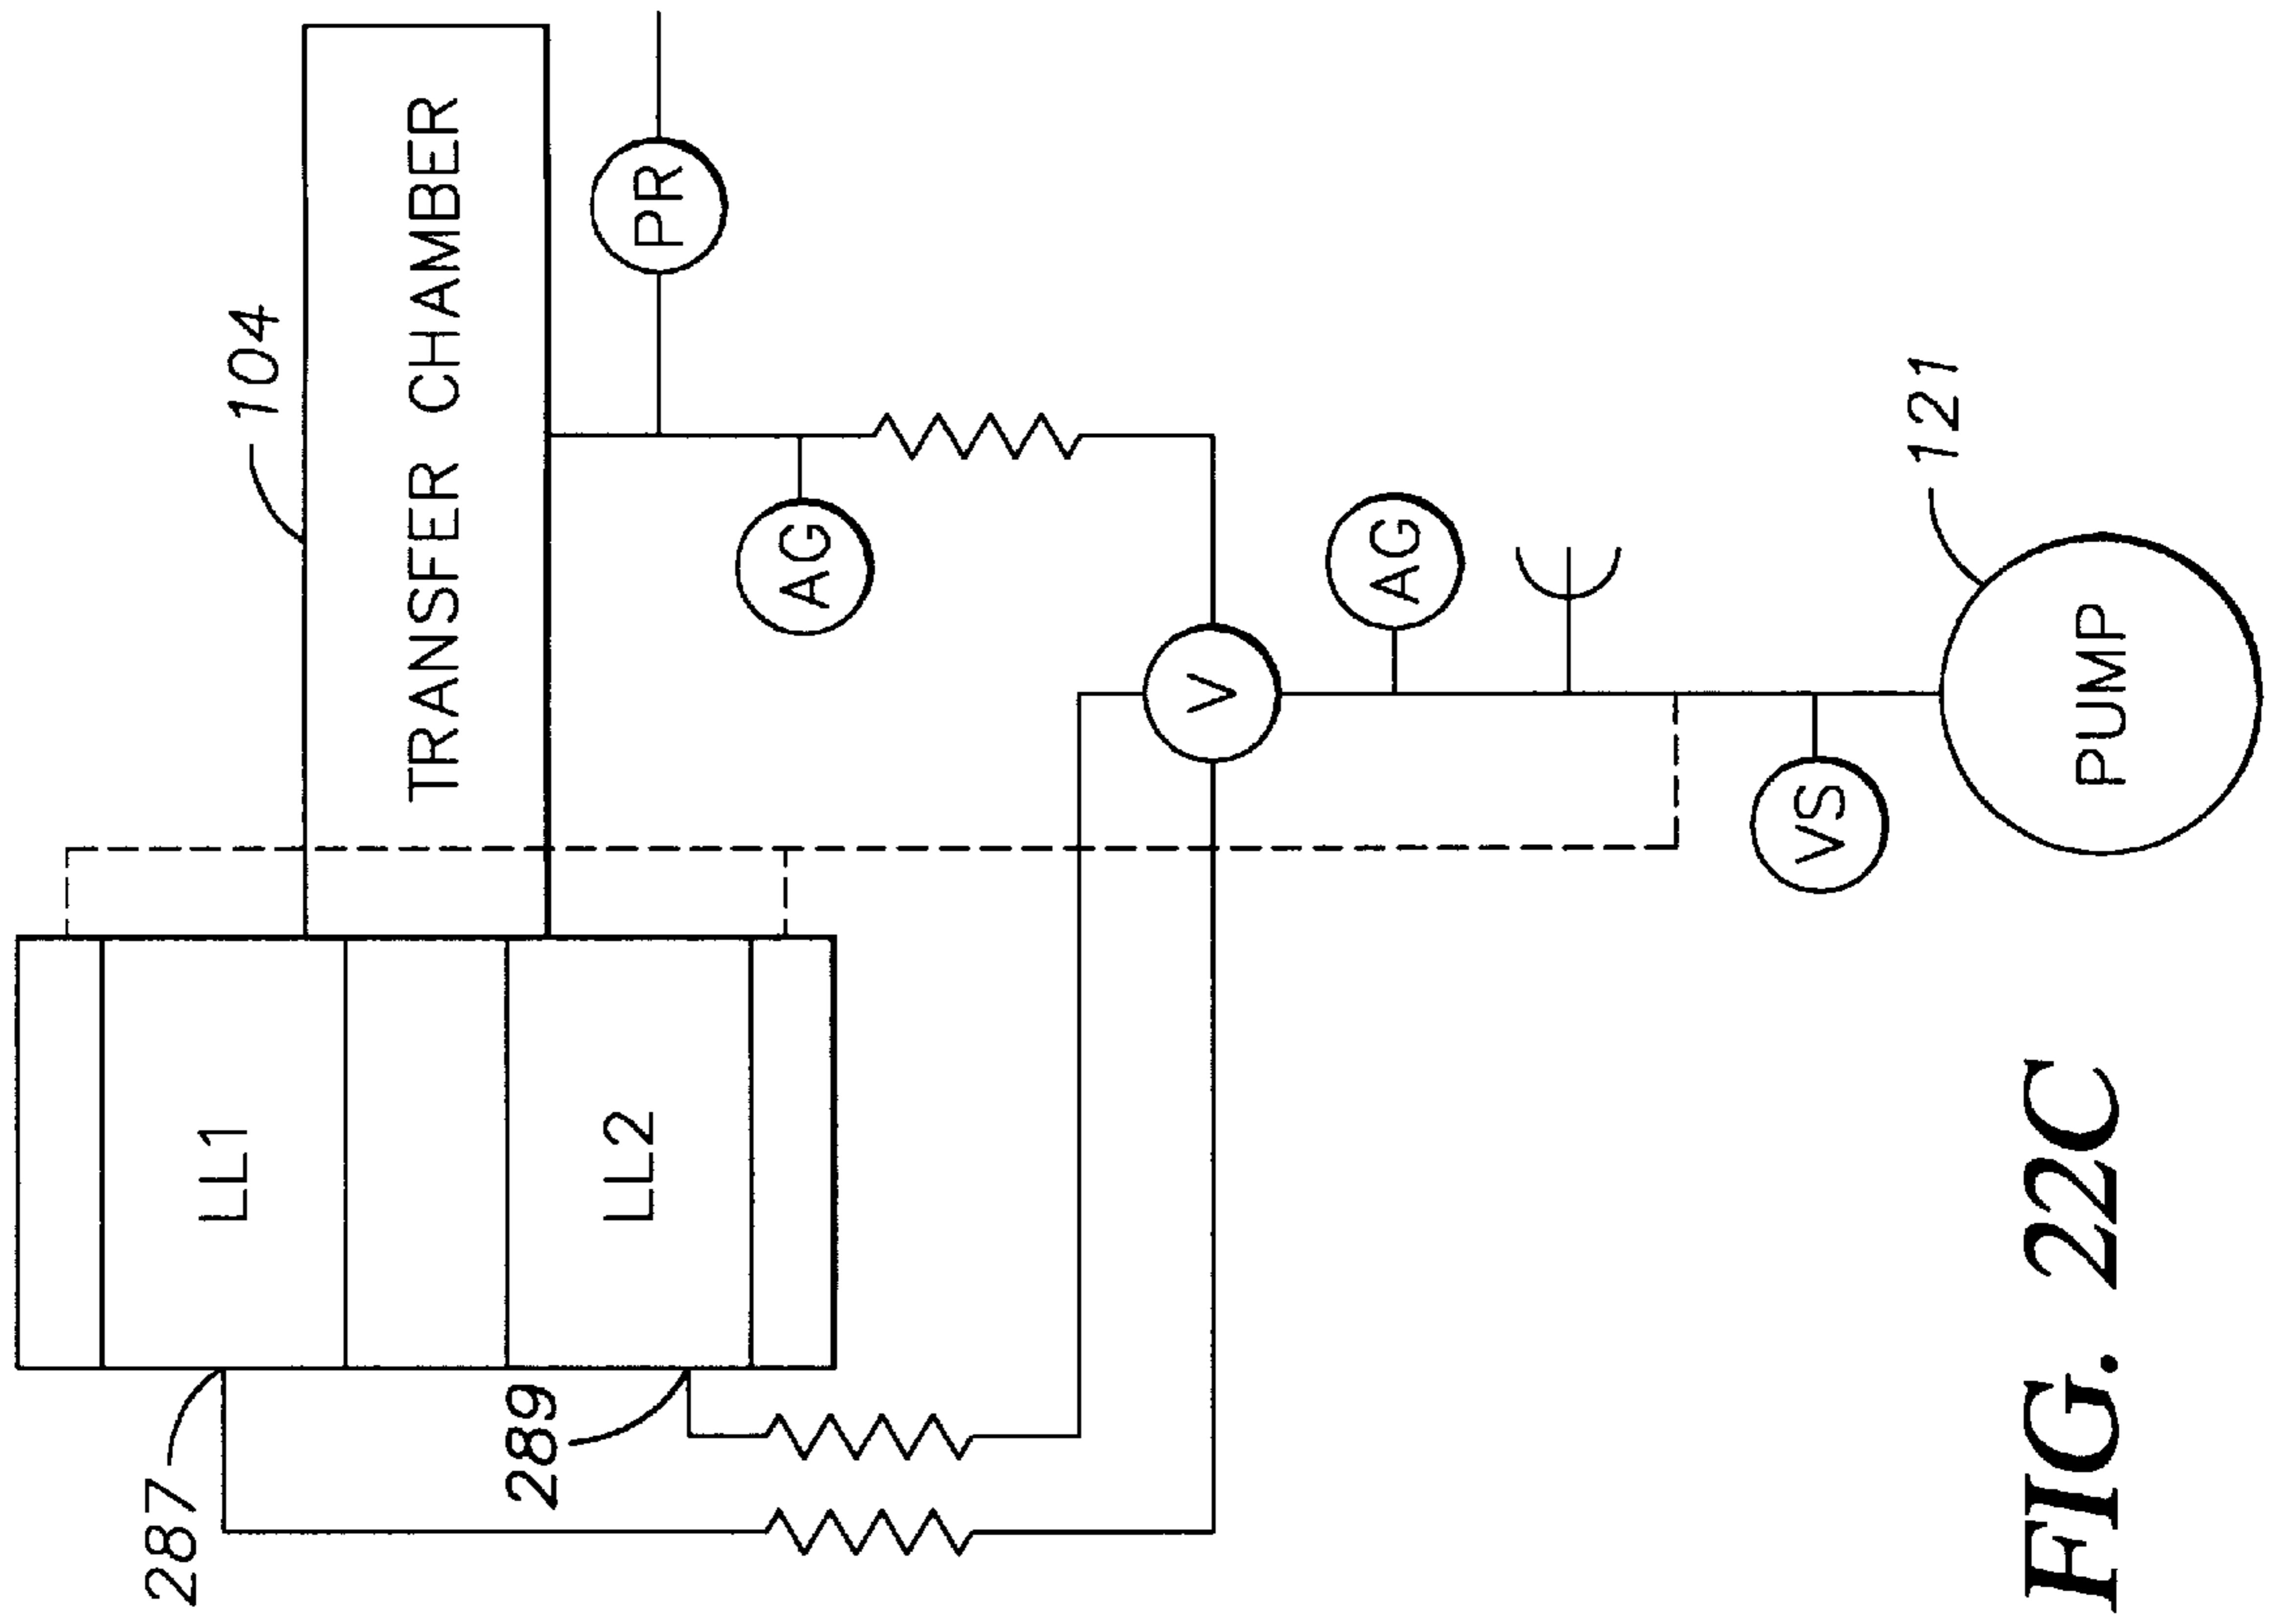 104
TRANSFER CHAMBER
PR
LL1
287
LL2
289
AG
V
AG
VS
121
PUMP
FIG. 22C